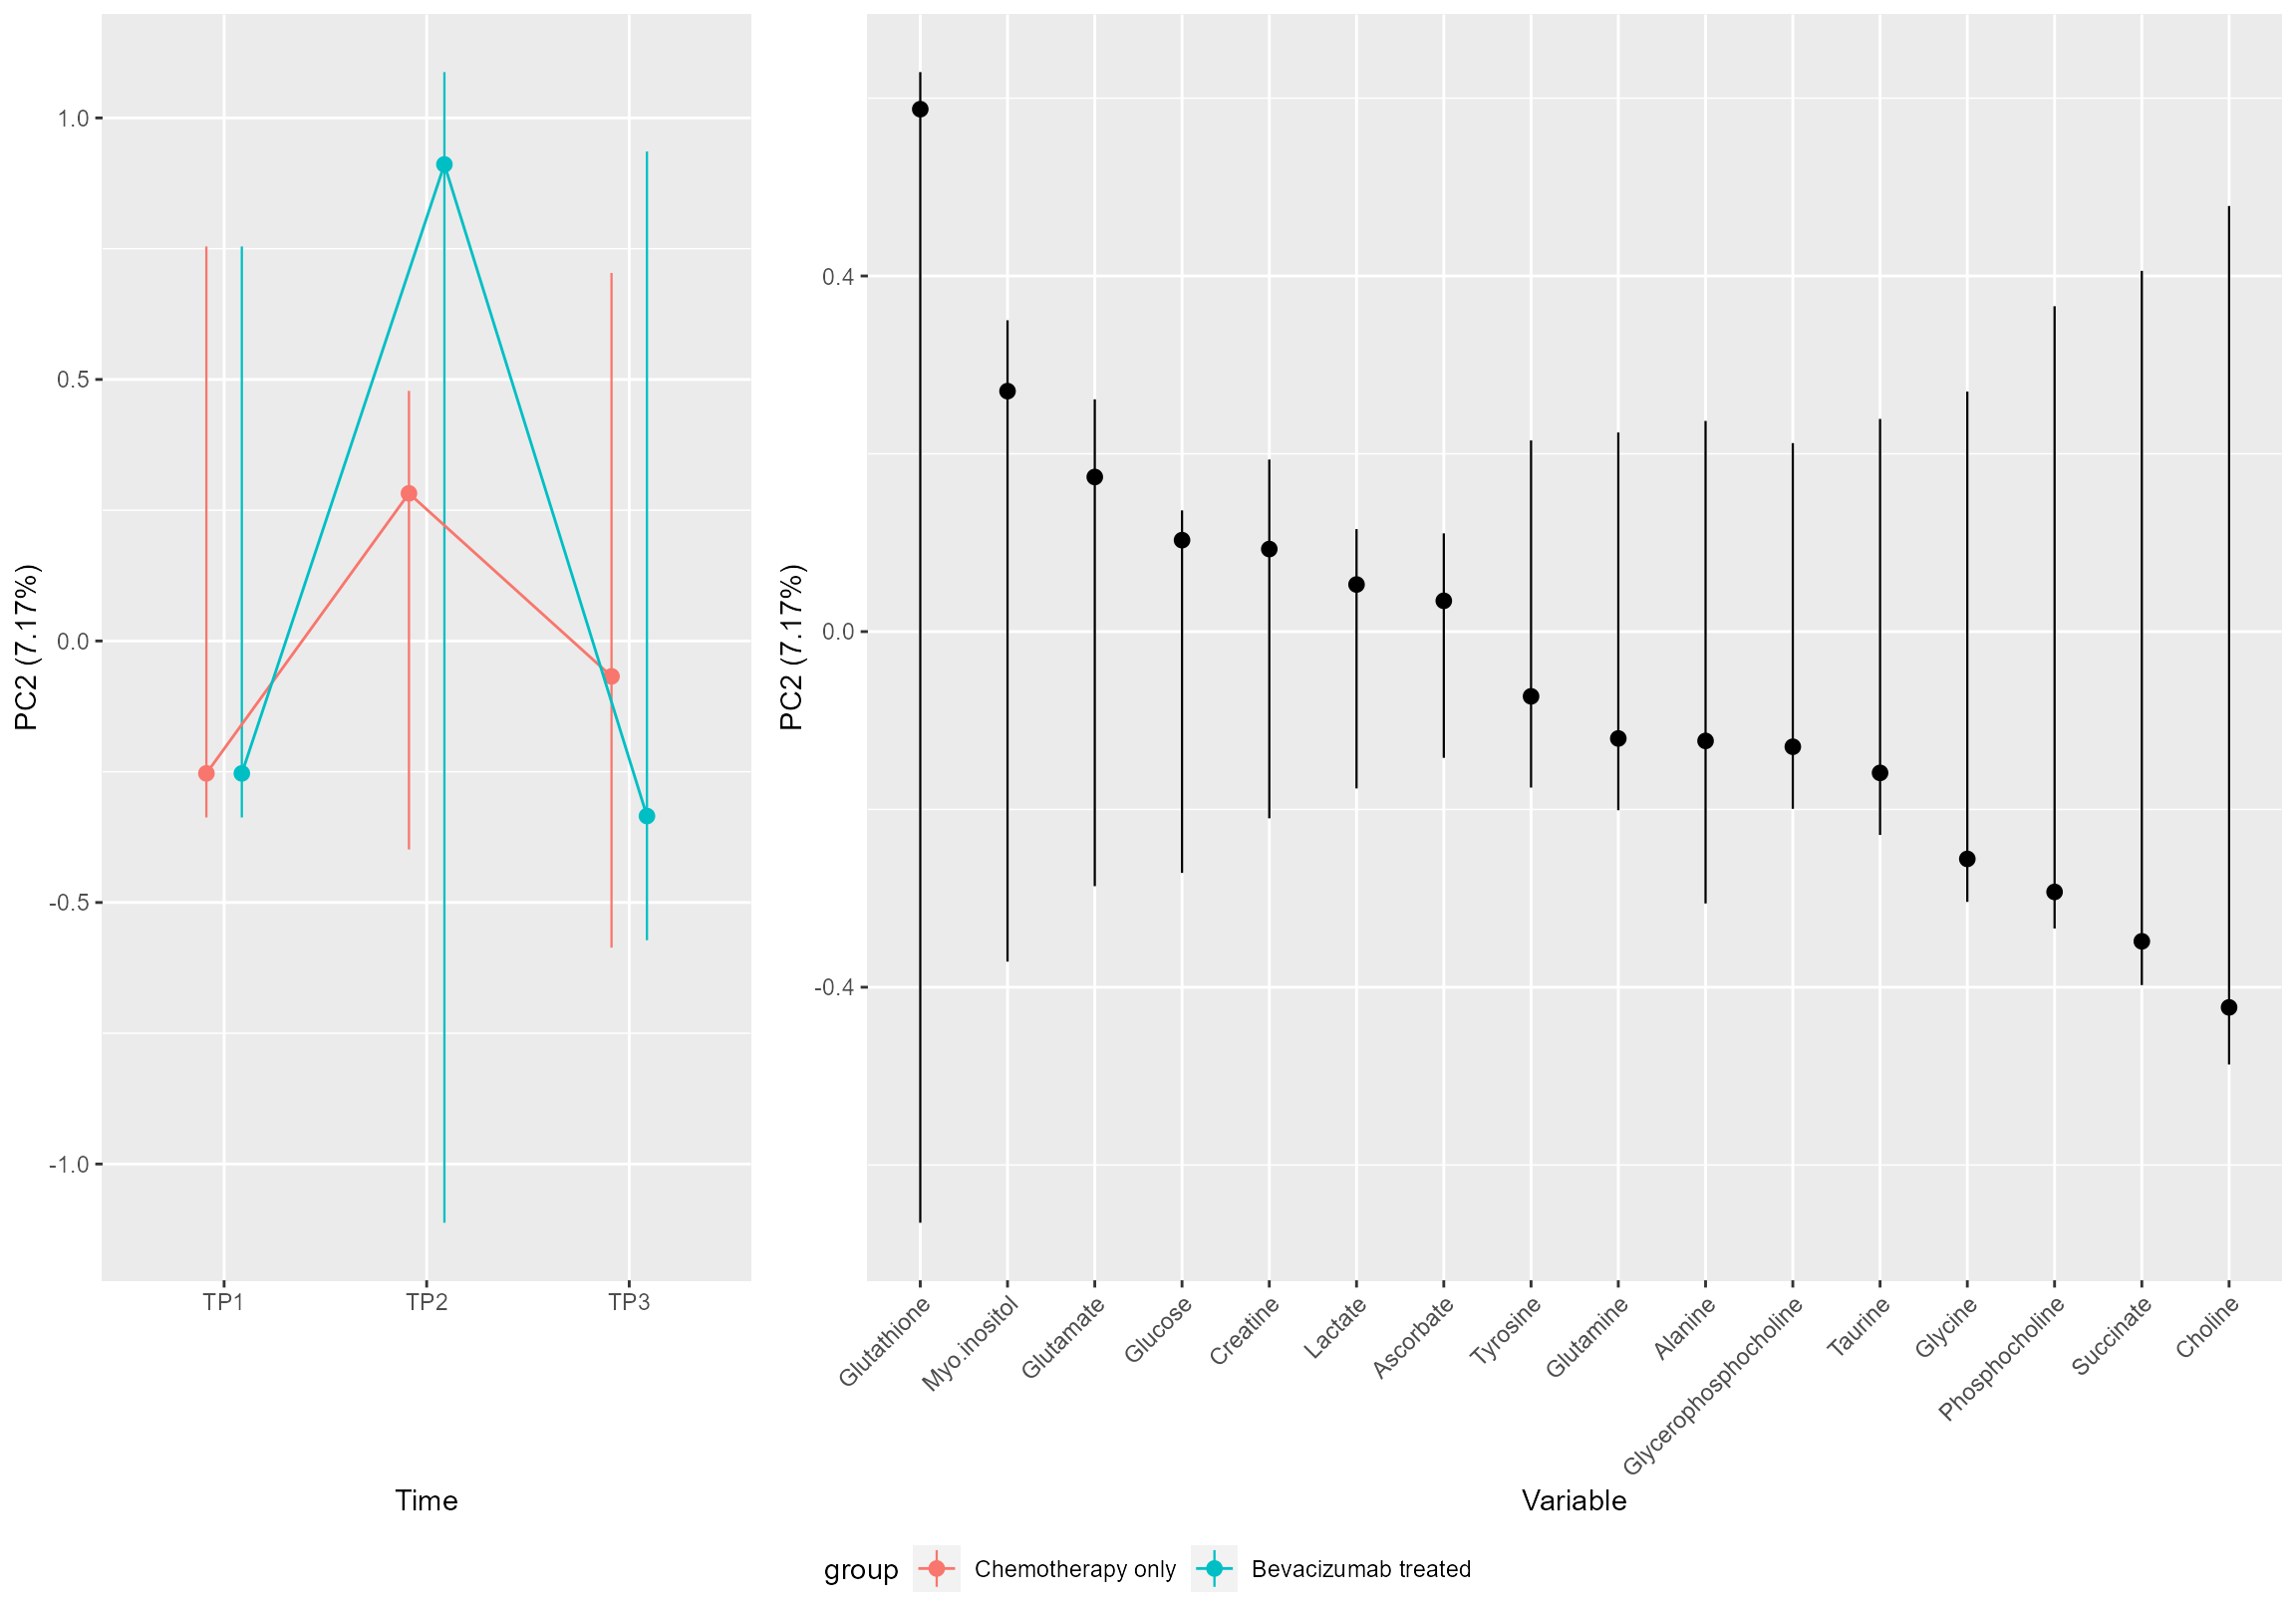 PC2 (7.17%)
1.0
0.5
0.0
-0.5
-1.0
TP1
TP2
TP3
Time
PC2 (7.17%)
0.4
0.0
-0.4
Glutathione
Myo.inositol
Glutamate
Glucose
Creatine
Lactate
Ascorbate
Tyrosine
Glutamine
Alanine
Glycerophosphocholine
Taurine
Glycine
Phosphocholine
Succinate
Choline
Variable
group Chemotherapy only Bevacizumab treated